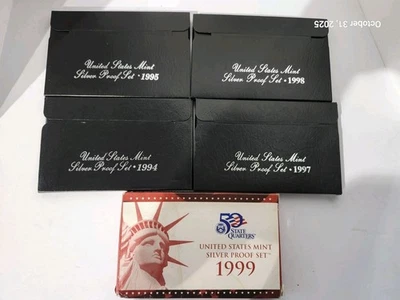 October 31, 2025
United States Mint
Silver Proof Set • 1995
United States Mint
Silver Proof Set • 1998
United States Mint
Silver Proof Set • 1994
United States Mint
Silver Proof Set • 1997
50
STATE
QUARTERS
UNITED STATES MINT
SILVER PROOF SET™
1999